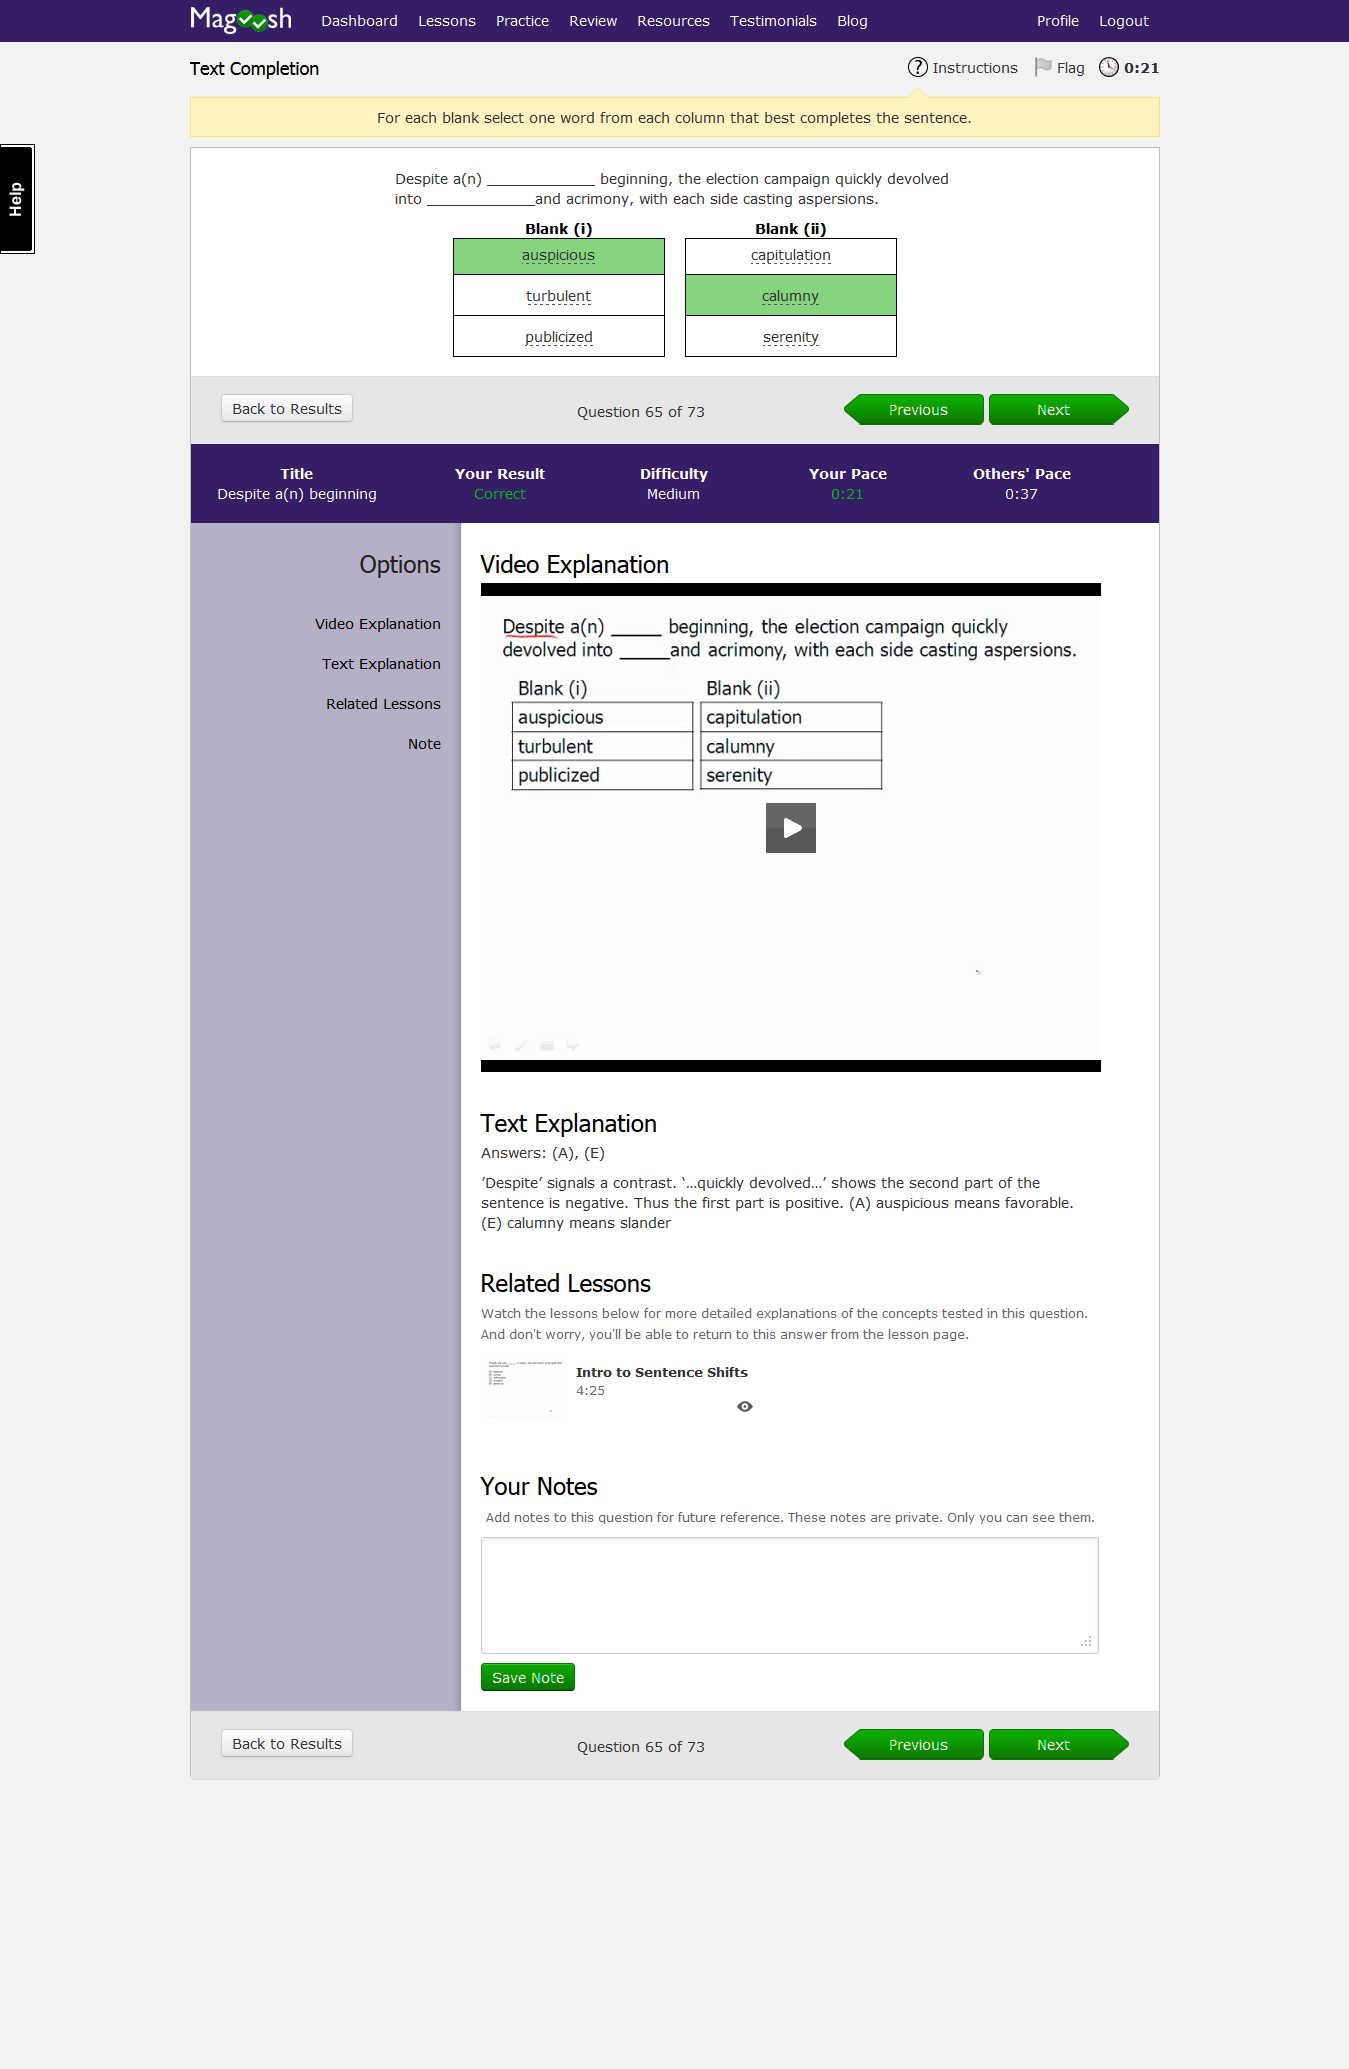 Magoosh Dashboard Lessons Practice Review Resources Testimonials Blog Profile Logout
Text Completion Instructions Flag 0:21
For each blank select one word from each column that best completes the sentence.
Help
Despite a(n) _____________ beginning, the election campaign quickly devolved
into _____________and acrimony, with each side casting aspersions.
Blank (i) Blank (ii)
auspicious capitulation
turbulent calumny
publicized serenity
Back to Results Question 65 of 73 Previous Next
Title Your Result Difficulty Your Pace Others' Pace
Despite a(n) beginning Correct Medium 0:21 0:37
Options
Video Explanation
Text Explanation
Related Lessons
Note
Video Explanation
Despite a(n) _____ beginning, the election campaign quickly
devolved into _____and acrimony, with each side casting aspersions.
Blank (i) Blank (ii)
auspicious capitulation
turbulent calumny
publicized serenity
Text Explanation
Answers: (A), (E)
’Despite’ signals a contrast. ‘…quickly devolved…’ shows the second part of the
sentence is negative. Thus the first part is positive. (A) auspicious means favorable.
(E) calumny means slander
Related Lessons
Watch the lessons below for more detailed explanations of the concepts tested in this question.
And don't worry, you'll be able to return to this answer from the lesson page.
Intro to Sentence Shifts
4:25
Your Notes
Add notes to this question for future reference. These notes are private. Only you can see them.
Save Note
Back to Results Question 65 of 73 Previous Next